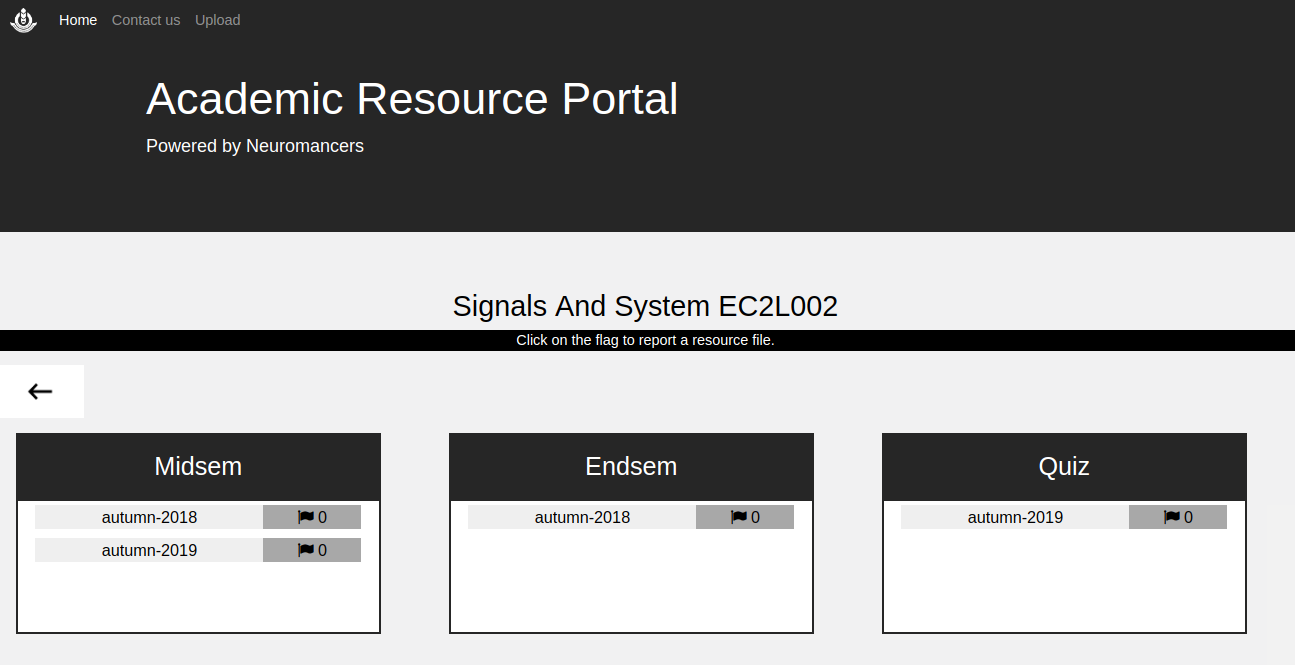 Home Contact us Upload
Academic Resource Portal
Powered by Neuromancers
Signals And System EC2L002
Click on the flag to report a resource file.
Midsem
autumn-2018 0
autumn-2019 0
Endsem
autumn-2018 0
Quiz
autumn-2019 0